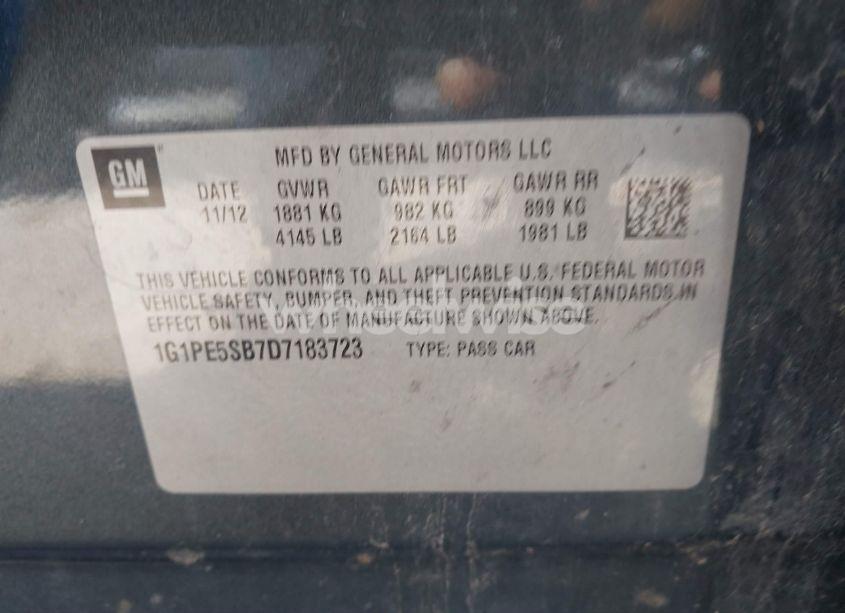 GM
MFD BY GENERAL MOTORS LLC
DATE GVWR GAWR FRT GAWR RR
11/12 1881 KG 982 KG 899 KG
4145 LB 2164 LB 1981 LB
THIS VEHICLE CONFORMS TO ALL APPLICABLE U.S. FEDERAL MOTOR
VEHICLE SAFETY, BUMPER, AND THEFT PREVENTION STANDARDS IN
EFFECT ON THE DATE OF MANUFACTURE SHOWN ABOVE.
1G1PE5SB7D7183723 TYPE: PASS CAR